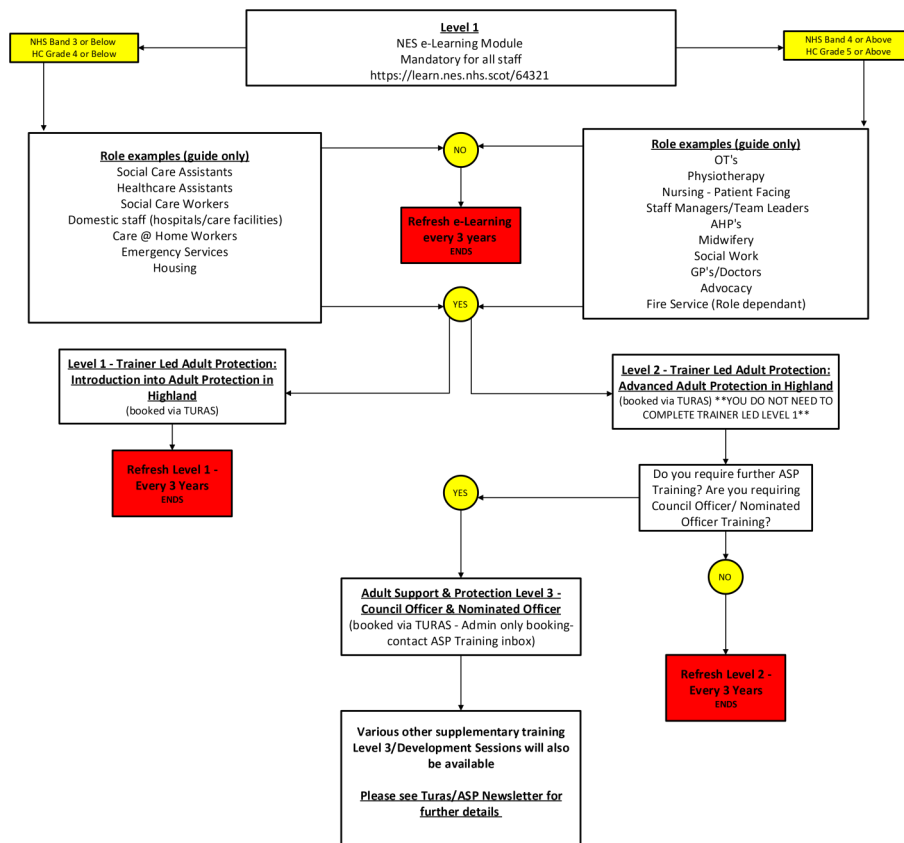 Level 1
NES e-Learning Module
Mandatory for all staff
https://learn.nes.nhs.scot/64321
NHS Band 3 or Below
HC Grade 4 or Below
NHS Band 4 or Above
HC Grade 5 or Above
Role examples (guide only)
Social Care Assistants
Healthcare Assistants
Social Care Workers
Domestic staff (hospitals/care facilities)
Care @ Home Workers
Emergency Services
Housing
NO
Refresh e-Learning
every 3 years
ENDS
Role examples (guide only)
OT's
Physiotherapy
Nursing - Patient Facing
Staff Managers/Team Leaders
AHP's
Midwifery
Social Work
GP's/Doctors
Advocacy
Fire Service (Role dependant)
YES
Level 1 - Trainer Led Adult Protection:
Introduction into Adult Protection in
Highland
(booked via TURAS)
Refresh Level 1 -
Every 3 Years
ENDS
Level 2 - Trainer Led Adult Protection:
Advanced Adult Protection in Highland
(booked via TURAS) **YOU DO NOT NEED TO
COMPLETE TRAINER LED LEVEL 1**
Do you require further ASP
Training? Are you requiring
Council Officer/ Nominated
Officer Training?
YES
NO
Adult Support & Protection Level 3 -
Council Officer & Nominated Officer
(booked via TURAS - Admin only booking-
contact ASP Training inbox)
Refresh Level 2 -
Every 3 Years
ENDS
Various other supplementary training
Level 3/Development Sessions will also
be available
Please see Turas/ASP Newsletter for
further details